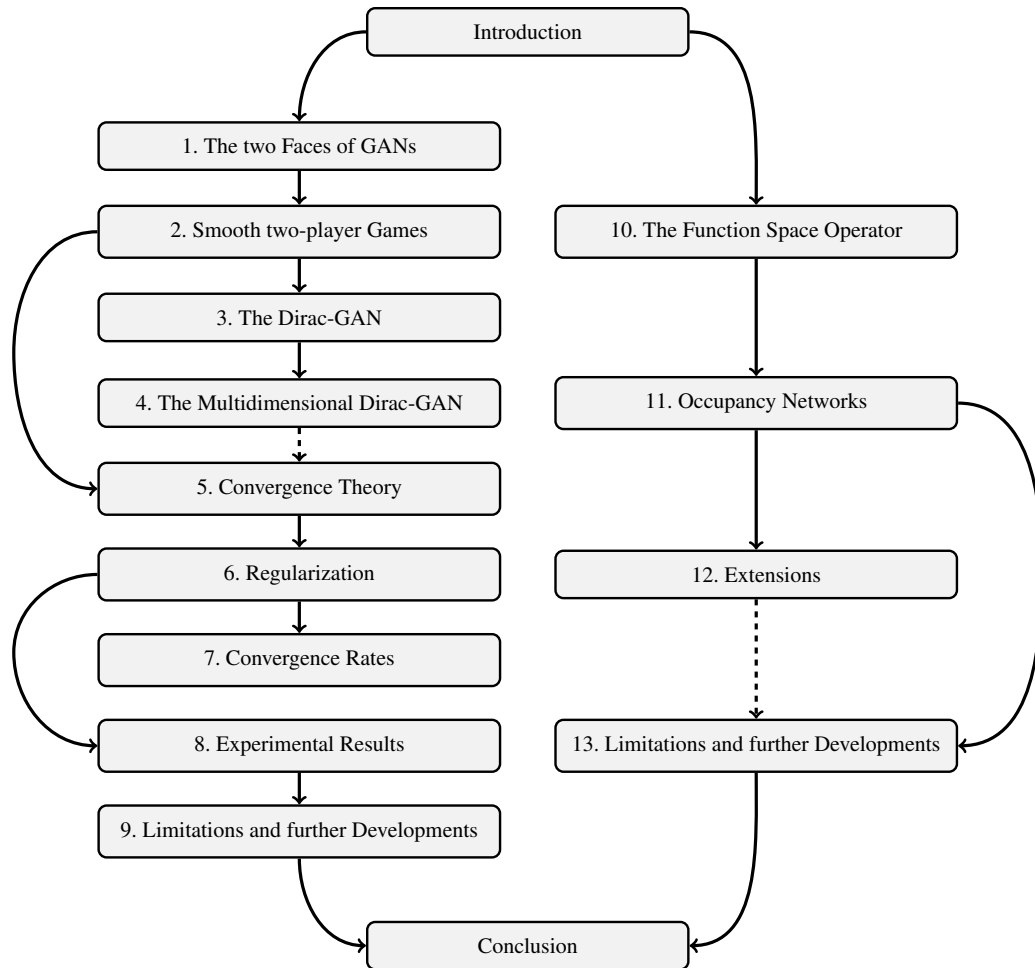 Introduction
1. The two Faces of GANs
2. Smooth two-player Games
3. The Dirac-GAN
4. The Multidimensional Dirac-GAN
5. Convergence Theory
6. Regularization
7. Convergence Rates
8. Experimental Results
9. Limitations and further Developments
10. The Function Space Operator
11. Occupancy Networks
12. Extensions
13. Limitations and further Developments
Conclusion